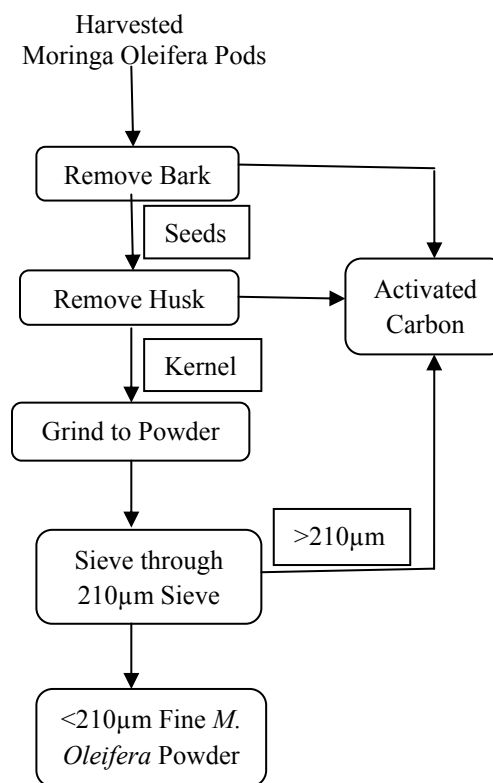 Harvested
Moringa Oleifera Pods
Remove Bark
Seeds
Remove Husk
Activated
Carbon
Kernel
Grind to Powder
>210µm
Sieve through
210µm Sieve
<210µm Fine M.
Oleifera Powder